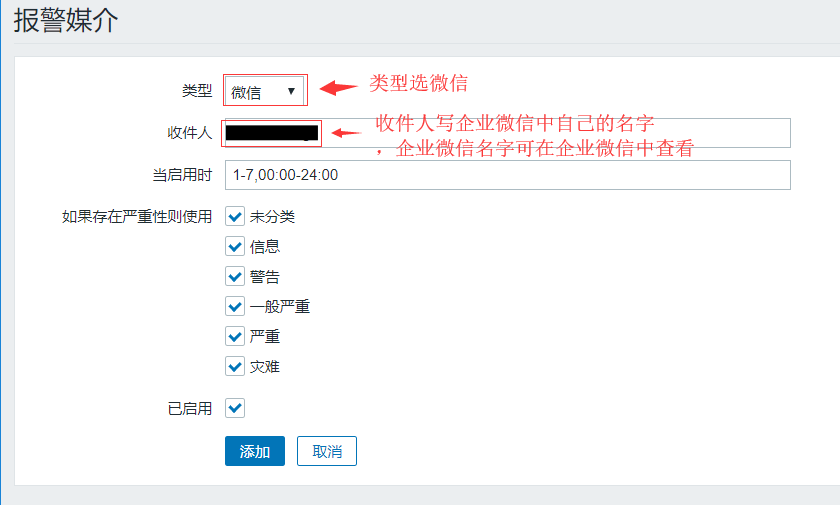 报警媒介
类型 微信 ▼ 类型选微信
收件人 收件人写企业微信中自己的名字
，企业微信名字可在企业微信中查看
当启用时 1-7,00:00-24:00
如果存在严重性则使用 未分类
信息
警告
一般严重
严重
灾难
已启用
添加 取消